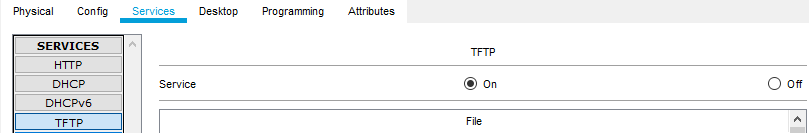 Physical Config Services Desktop Programming Attributes
SERVICES
HTTP
DHCP
DHCPv6
TFTP
TFTP
Service On Off
File